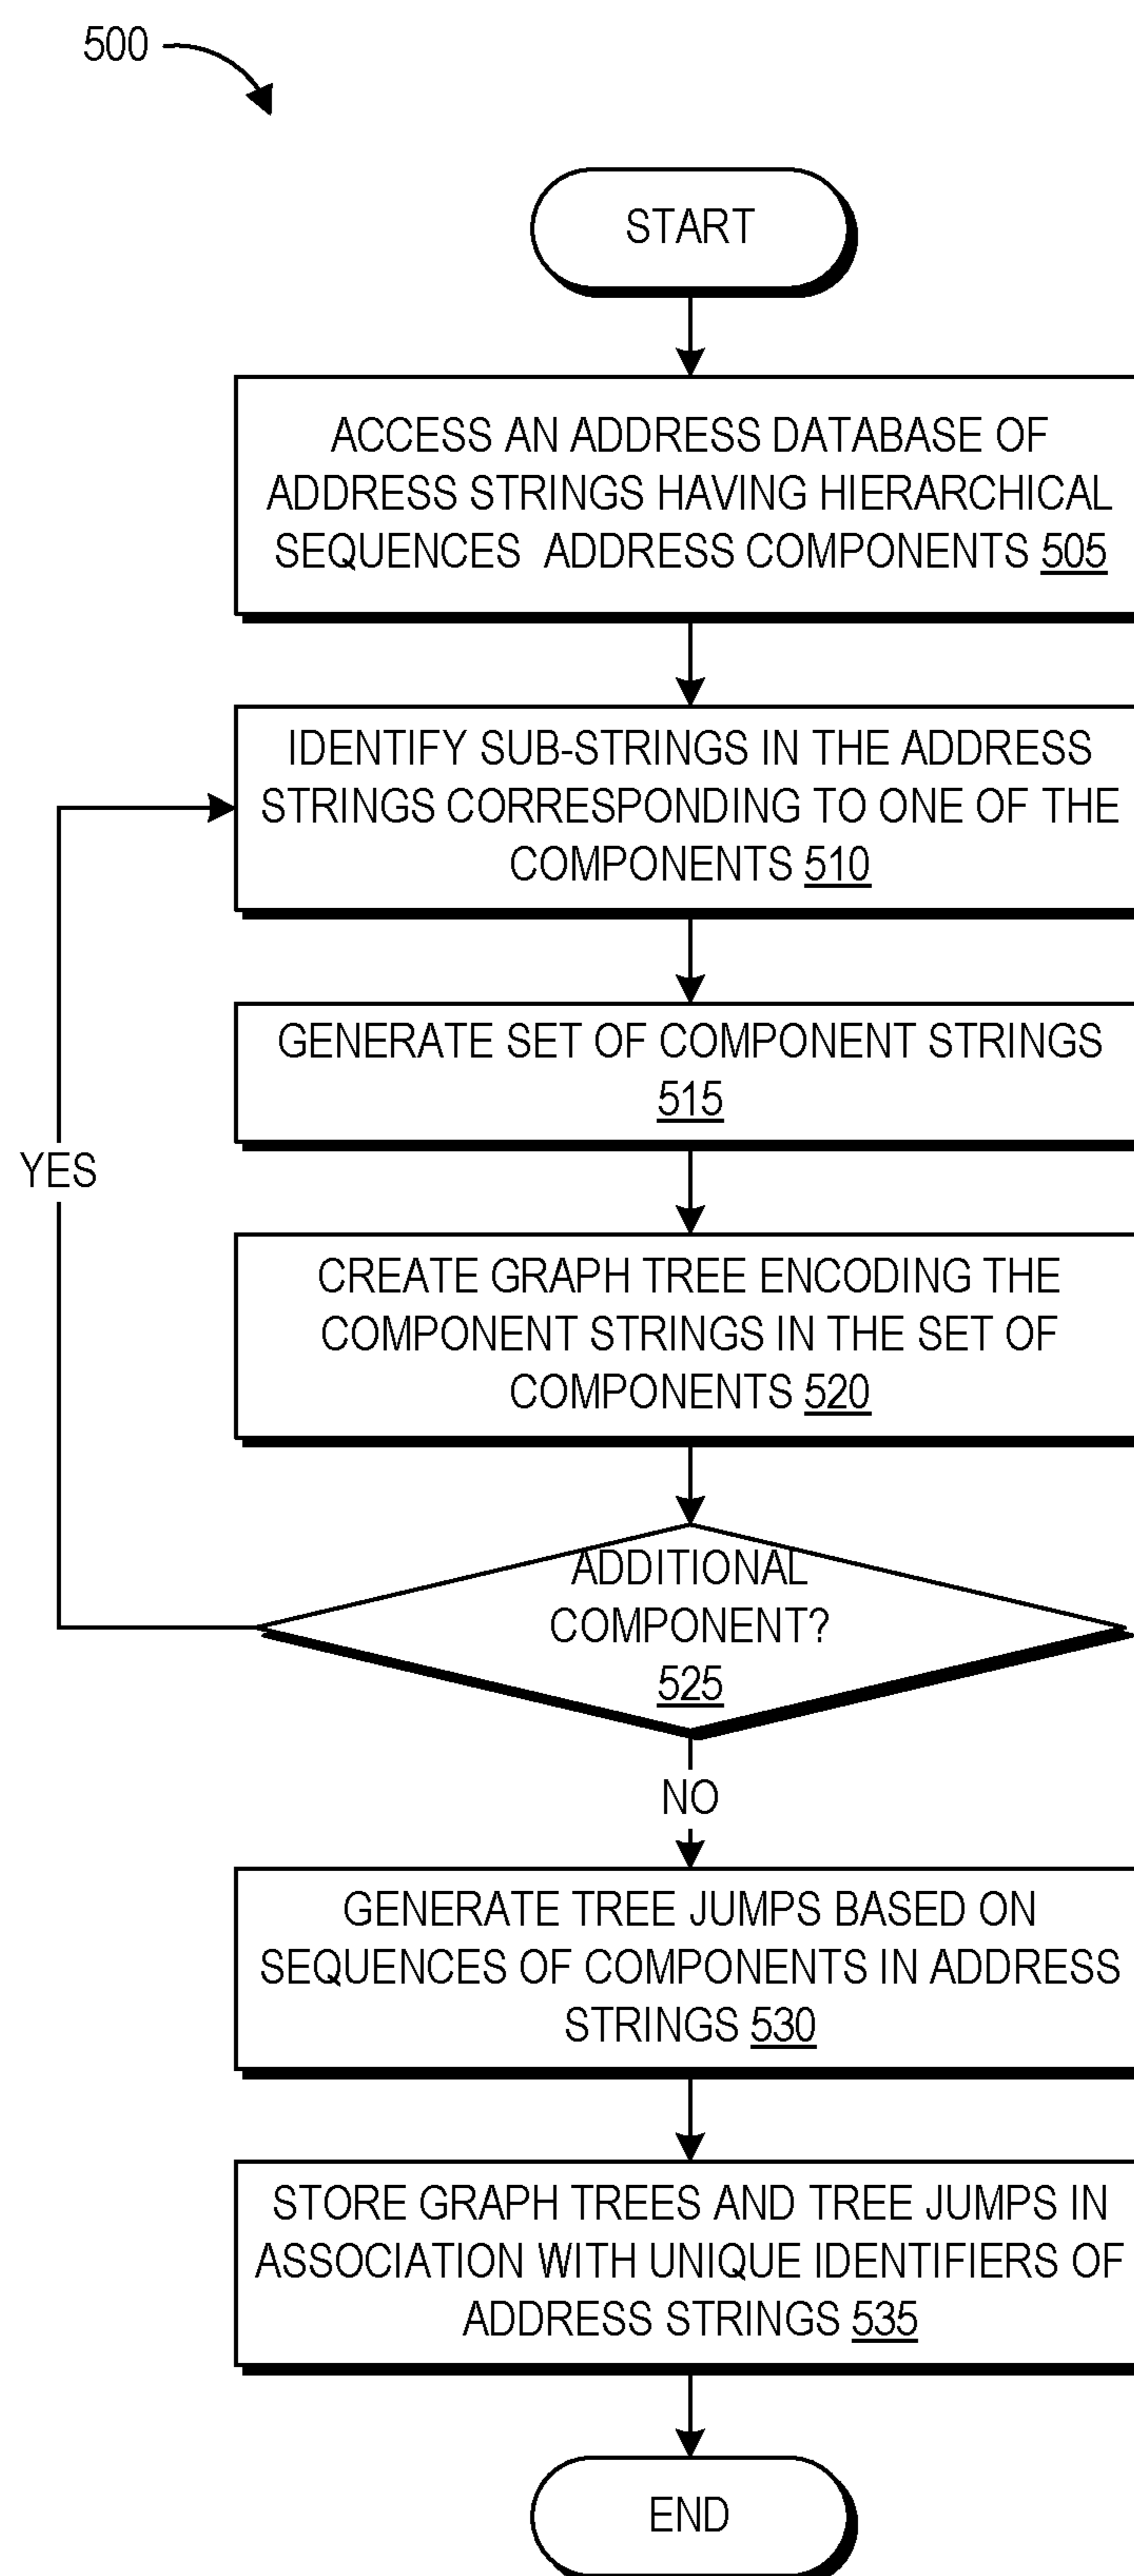 500
START
ACCESS AN ADDRESS DATABASE OF
ADDRESS STRINGS HAVING HIERARCHICAL
SEQUENCES ADDRESS COMPONENTS 505
IDENTIFY SUB-STRINGS IN THE ADDRESS
STRINGS CORRESPONDING TO ONE OF THE
COMPONENTS 510
GENERATE SET OF COMPONENT STRINGS
515
YES
CREATE GRAPH TREE ENCODING THE
COMPONENT STRINGS IN THE SET OF
COMPONENTS 520
ADDITIONAL
COMPONENT?
525
NO
GENERATE TREE JUMPS BASED ON
SEQUENCES OF COMPONENTS IN ADDRESS
STRINGS 530
STORE GRAPH TREES AND TREE JUMPS IN
ASSOCIATION WITH UNIQUE IDENTIFIERS OF
ADDRESS STRINGS 535
END